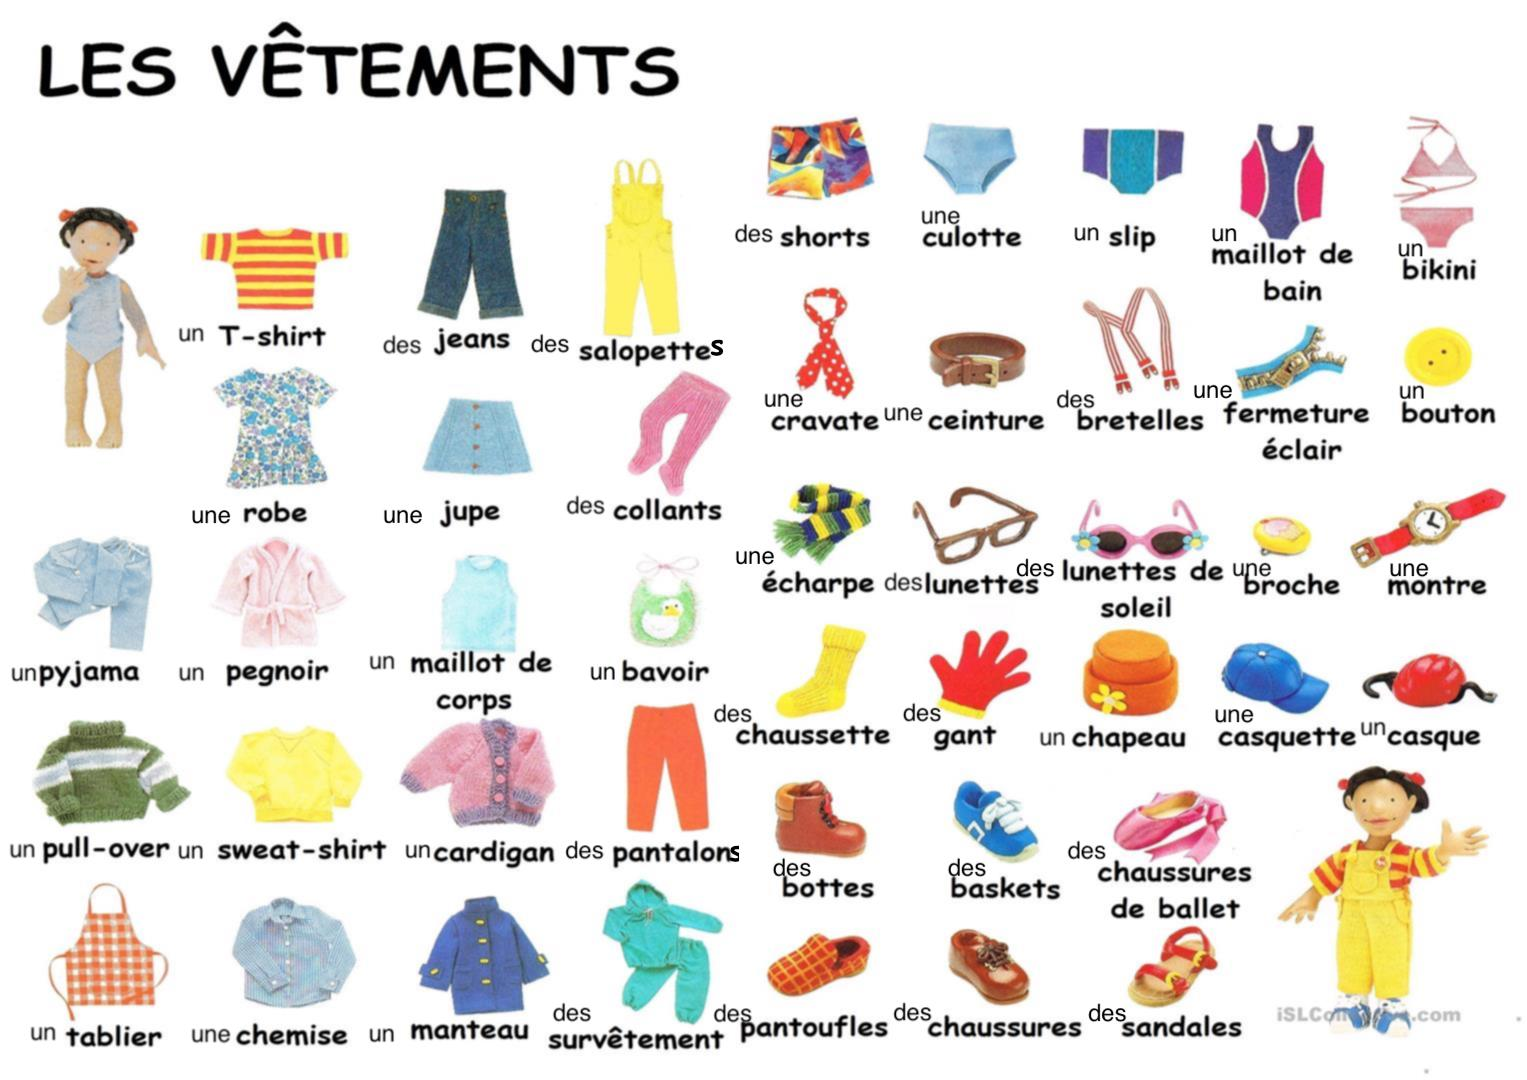 LES VÊTEMENTS
un T-shirt
des jeans
des salopettes
une robe
une jupe
des collants
un pyjama
un pegnoir
un maillot de
corps
un bavoir
un pull-over
un sweat-shirt
un cardigan
des pantalons
un tablier
une chemise
un manteau
des
survêtement
des shorts
une
culotte
un slip
un
maillot de
bain
un
bikini
une
cravate
une ceinture
des
bretelles
une
fermeture
éclair
un
bouton
une
écharpe
des lunettes
des lunettes de
soleil
une
broche
une
montre
des
chaussette
des
gant
un chapeau
une
casquette
un casque
des
bottes
des
baskets
des
chaussures
de ballet
des
pantoufles
des
chaussures
des
sandales